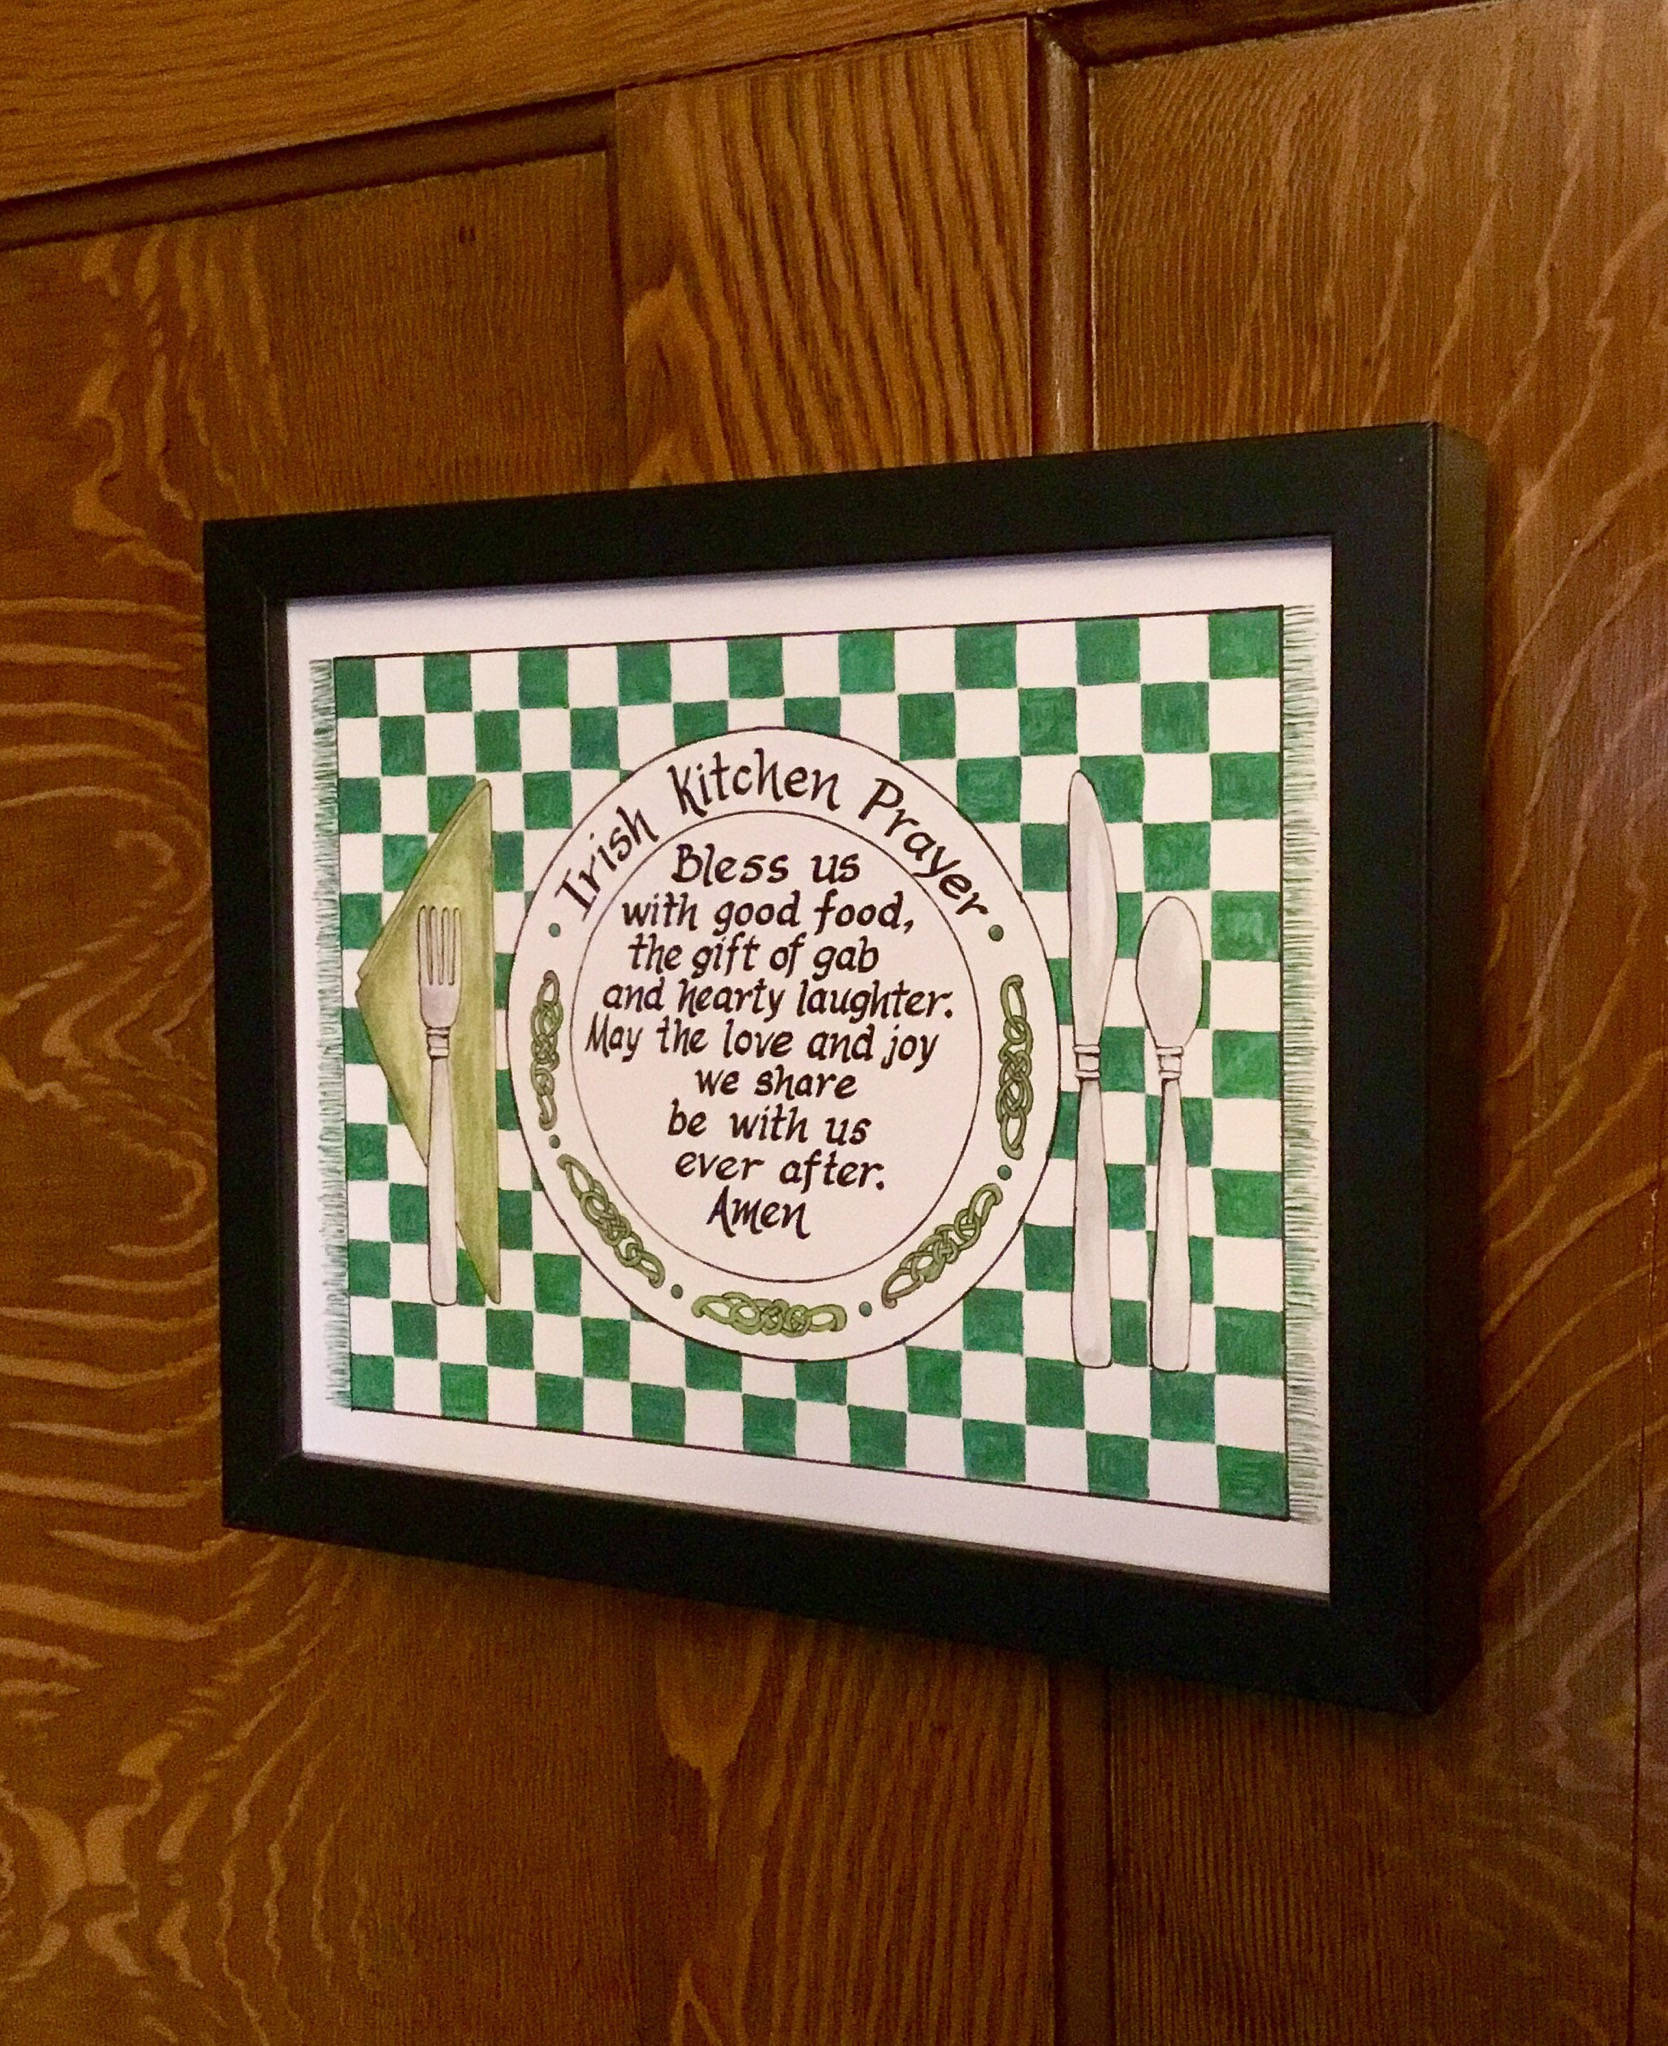 Irish Kitchen Prayer
Bless us
with good food,
the gift of gab
and hearty laughter.
May the love and joy
we share
be with us
ever after.
Amen